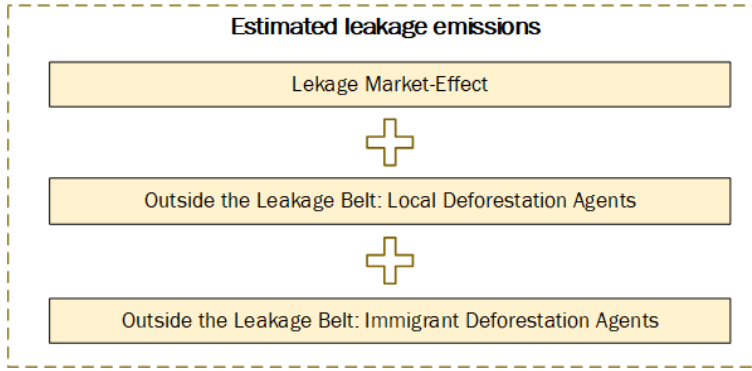 Estimated leakage emissions
Lekage Market-Effect
Outside the Leakage Belt: Local Deforestation Agents
Outside the Leakage Belt: Immigrant Deforestation Agents